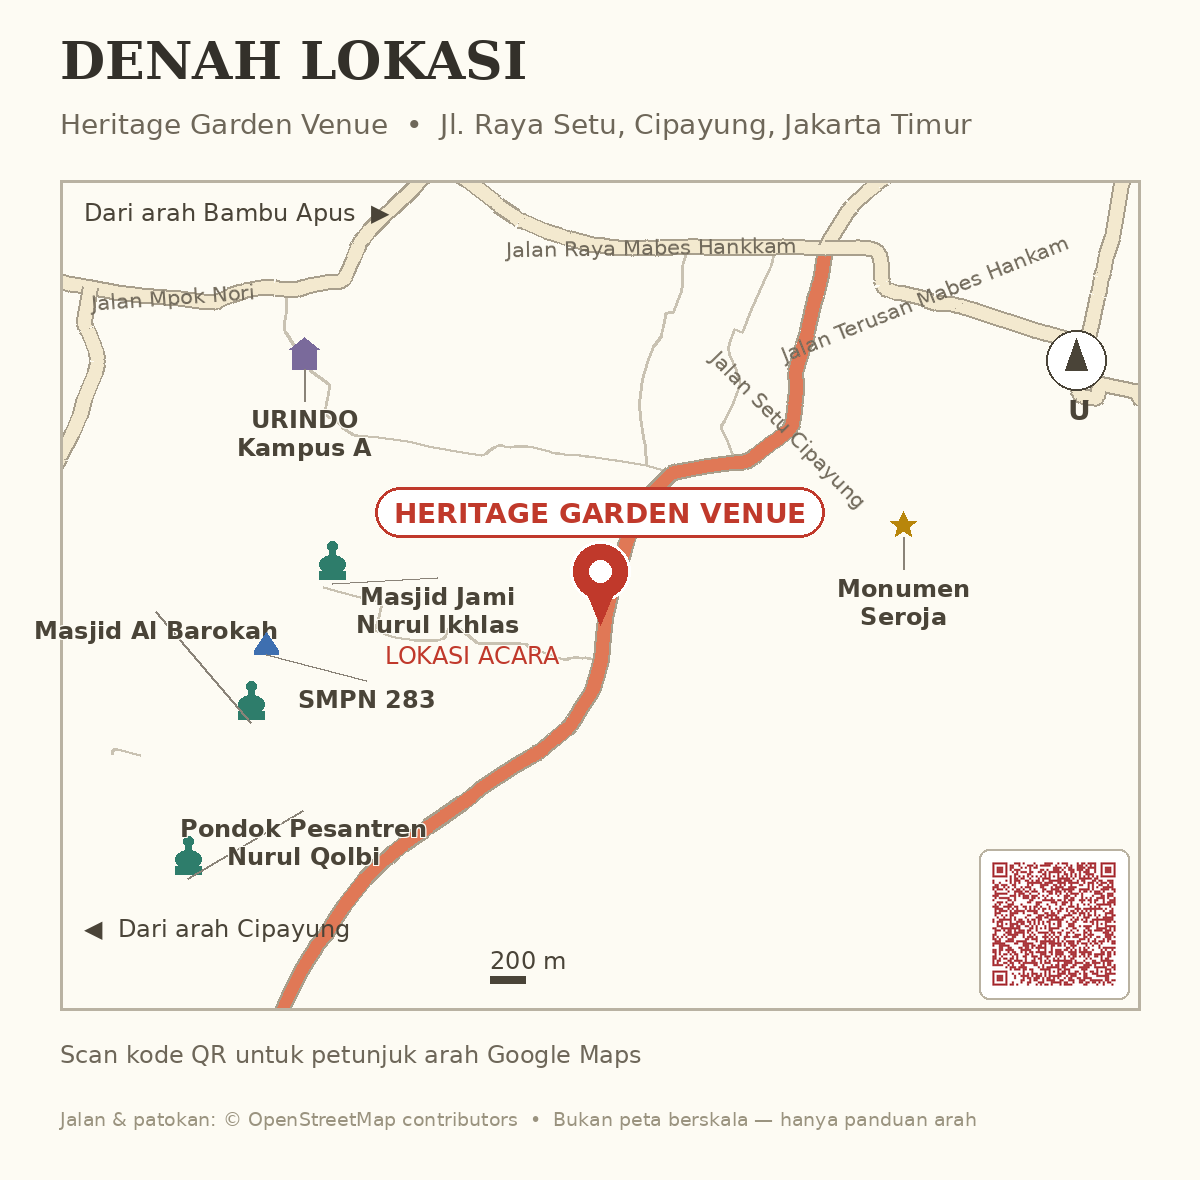 DENAH LOKASI
Heritage Garden Venue • Jl. Raya Setu, Cipayung, Jakarta Timur
Dari arah Bambu Apus ▶
Jalan Raya Mabes Hankkam
Jalan Mpok Nori
Jalan Terusan Mabes Hankam
Jalan Setu Cipayung
U
URINDO
Kampus A
HERITAGE GARDEN VENUE
Monumen
Seroja
Masjid Jami
Nurul Ikhlas
Masjid Al Barokah
LOKASI ACARA
SMPN 283
Pondok Pesantren
Nurul Qolbi
◀ Dari arah Cipayung
200 m
Scan kode QR untuk petunjuk arah Google Maps
Jalan & patokan: © OpenStreetMap contributors • Bukan peta berskala — hanya panduan arah